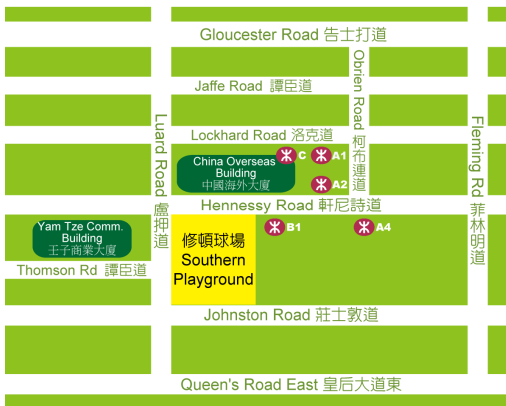 Gloucester Road 告士打道
Obrien Road 柯布連道
Jaffe Road 譚臣道
Luard Road 盧押道
Fleming Rd 菲林明道
Lockhard Road 洛克道
C
A1
China Overseas
Building
中國海外大廈
A2
Hennessy Road 軒尼詩道
Yam Tze Comm.
Building
壬子商業大廈
B1
A4
修頓球場
Southern
Playground
Thomson Rd 譚臣道
Johnston Road 莊士敦道
Queen's Road East 皇后大道東